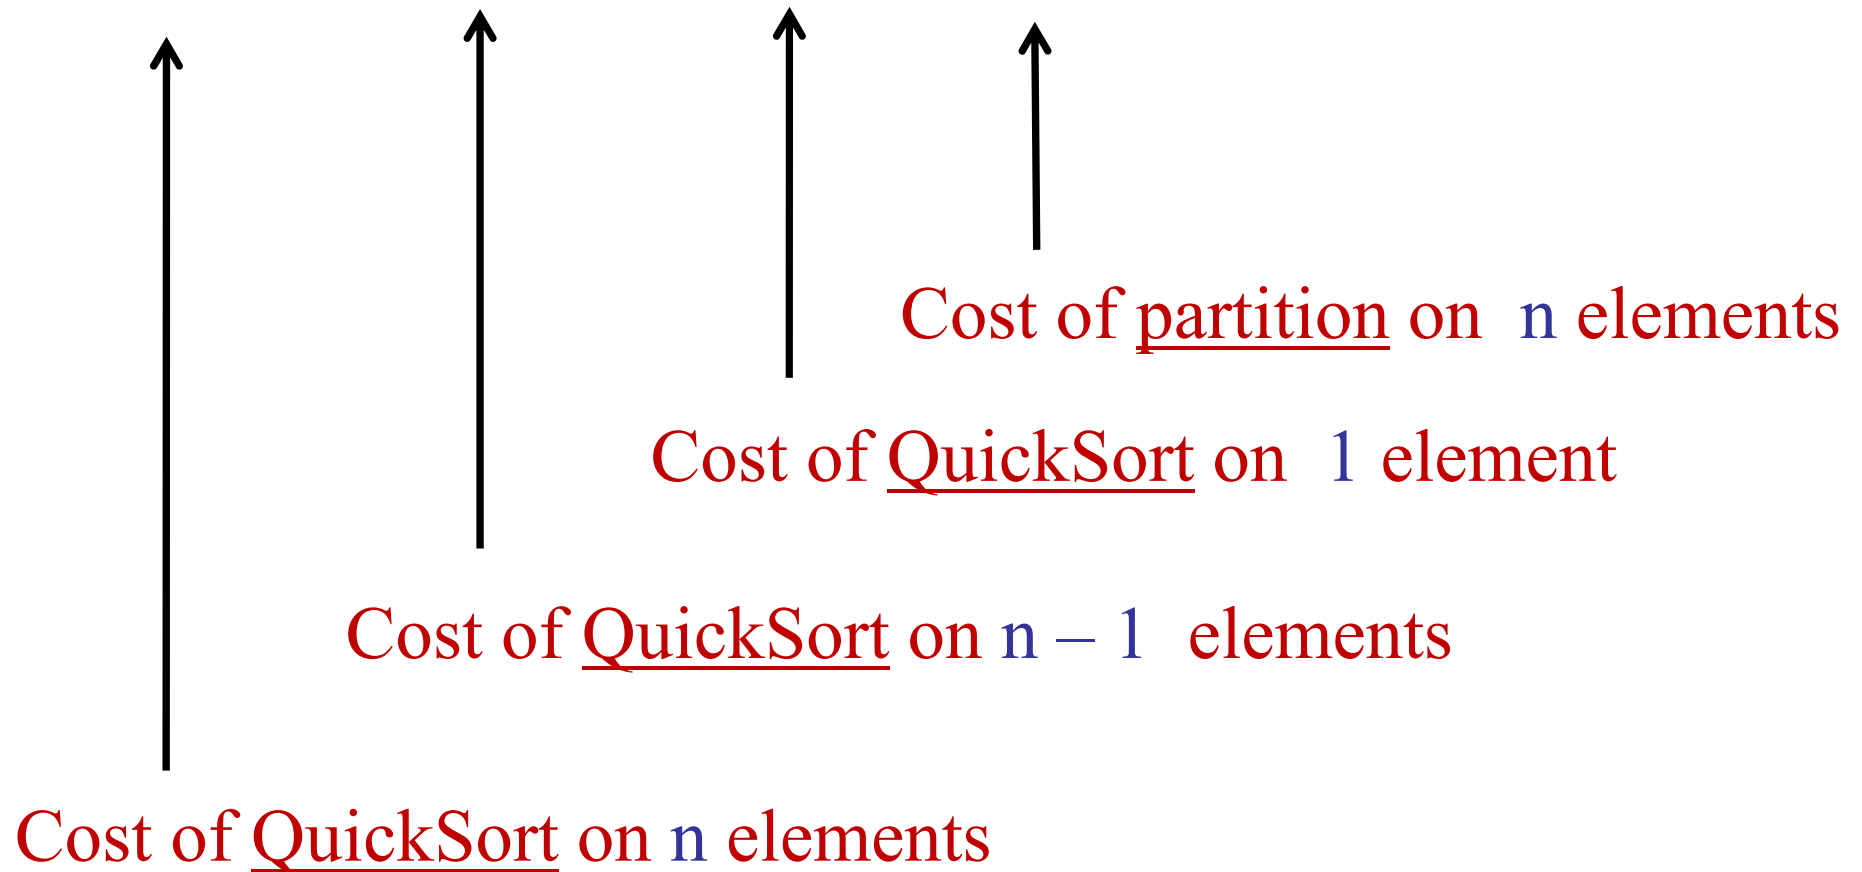 Cost of partition on n elements
Cost of QuickSort on 1 element
Cost of QuickSort on n – 1 elements
Cost of QuickSort on n elements